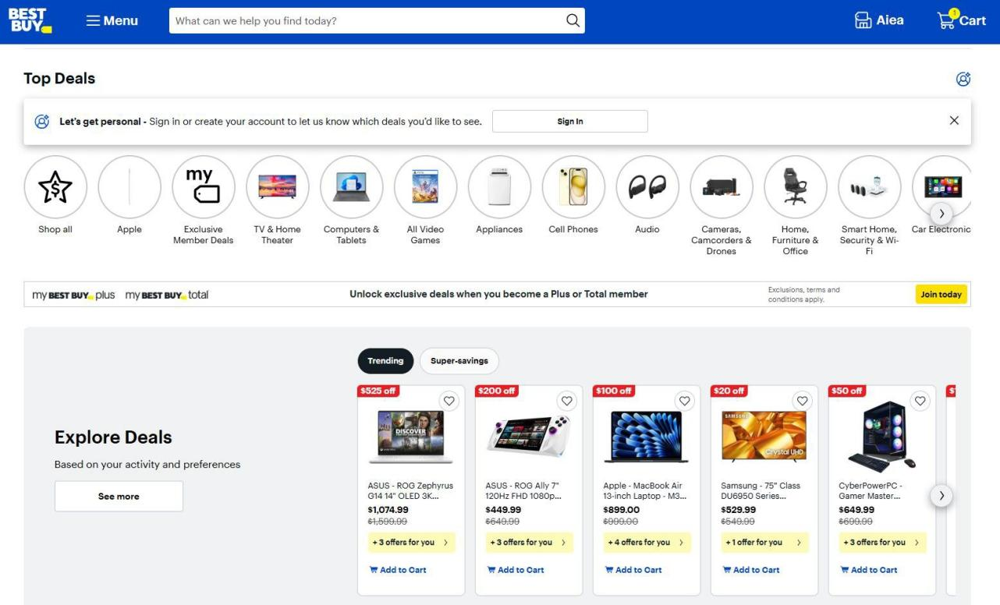 BEST BUY
Menu
What can we help you find today?
Aiea
1
Cart
Top Deals
Let's get personal - Sign in or create your account to let us know which deals you'd like to see.
Sign In
my
Shop all
Apple
Exclusive
Member Deals
TV & Home
Theater
Computers &
Tablets
All Video
Games
Appliances
Cell Phones
Audio
Cameras,
Camcorders &
Drones
Home,
Furniture &
Office
Smart Home,
Security & Wi-
Fi
Car Electronic
my BEST BUY plus
my BEST BUY total
Unlock exclusive deals when you become a Plus or Total member
Exclusions, terms and
conditions apply.
Join today
Explore Deals
Based on your activity and preferences
See more
Trending
Super-savings
$525 off
DISCOVER
ASUS - ROG Zephyrus
G14 14" OLED 3K...
$1,074.99
$1,599.99
+ 3 offers for you
Add to Cart
$200 off
ASUS - ROG Ally 7"
120Hz FHD 1080p...
$449.99
$649.99
+ 3 offers for you
Add to Cart
$100 off
Apple - MacBook Air
13-inch Laptop - M3...
$899.00
$999.00
+ 4 offers for you
Add to Cart
$20 off
SAMSUNG
Crystal UHD
Samsung - 75" Class
DU6950 Series...
$529.99
$549.99
+ 1 offer for you
Add to Cart
$50 off
CyberPowerPC -
Gamer Master...
$649.99
$699.99
+ 3 offers for you
Add to Cart